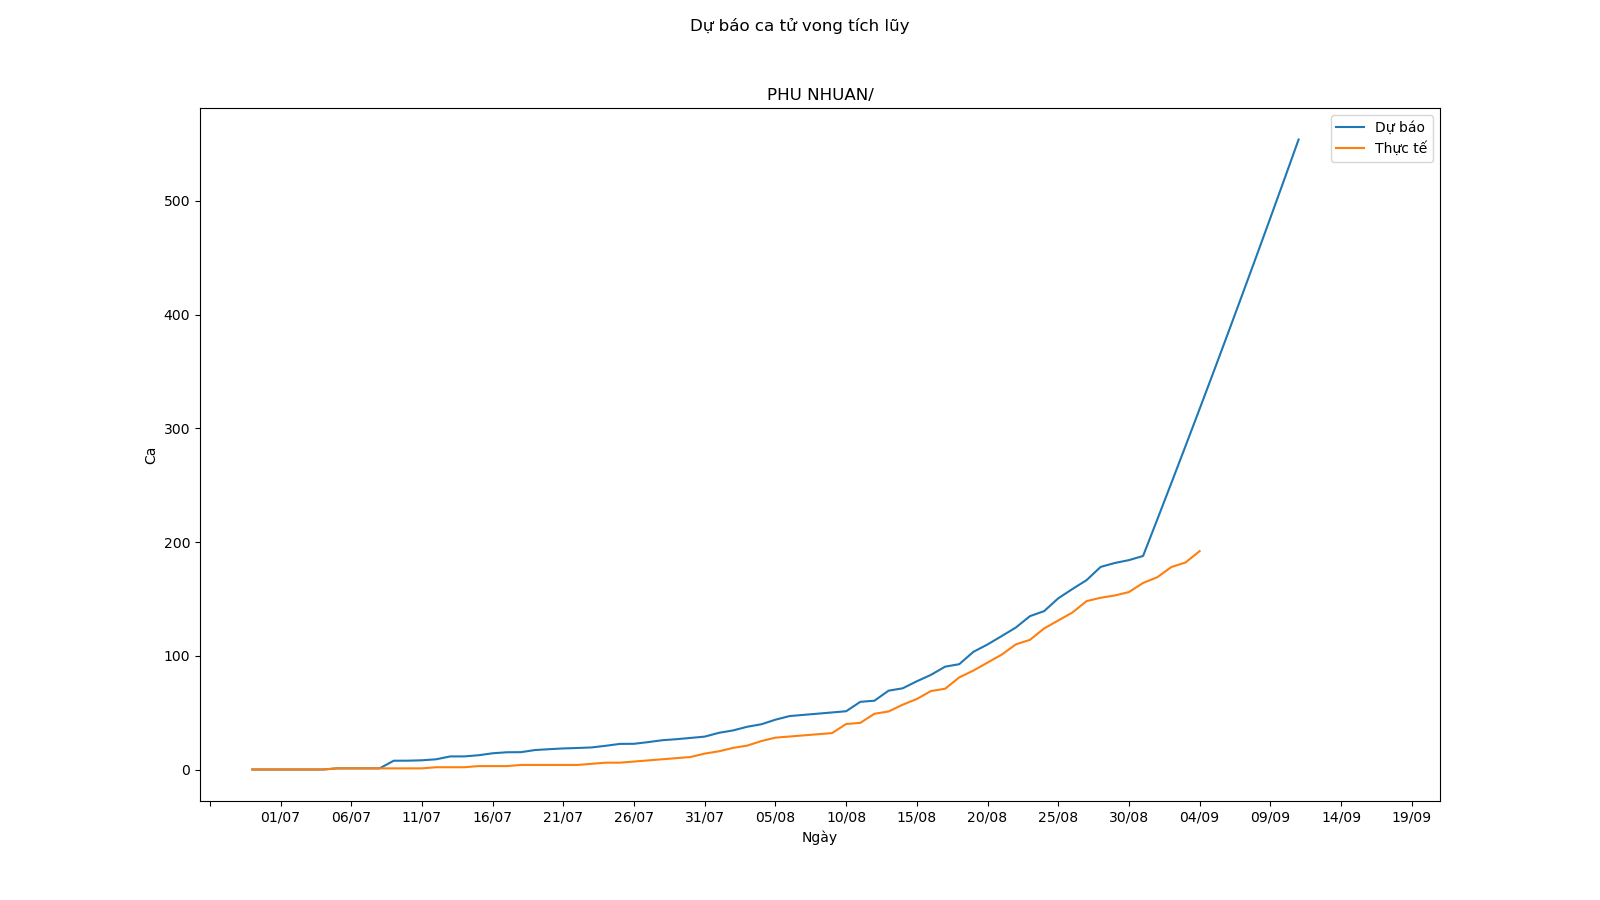 Dự báo ca tử vong tích lũy
PHU NHUAN/
Dự báo
Thực tế
500
400
300
200
100
0
Ca
01/07 06/07 11/07 16/07 21/07 26/07 31/07 05/08 10/08 15/08 20/08 25/08 30/08 04/09 09/09 14/09 19/09
Ngày